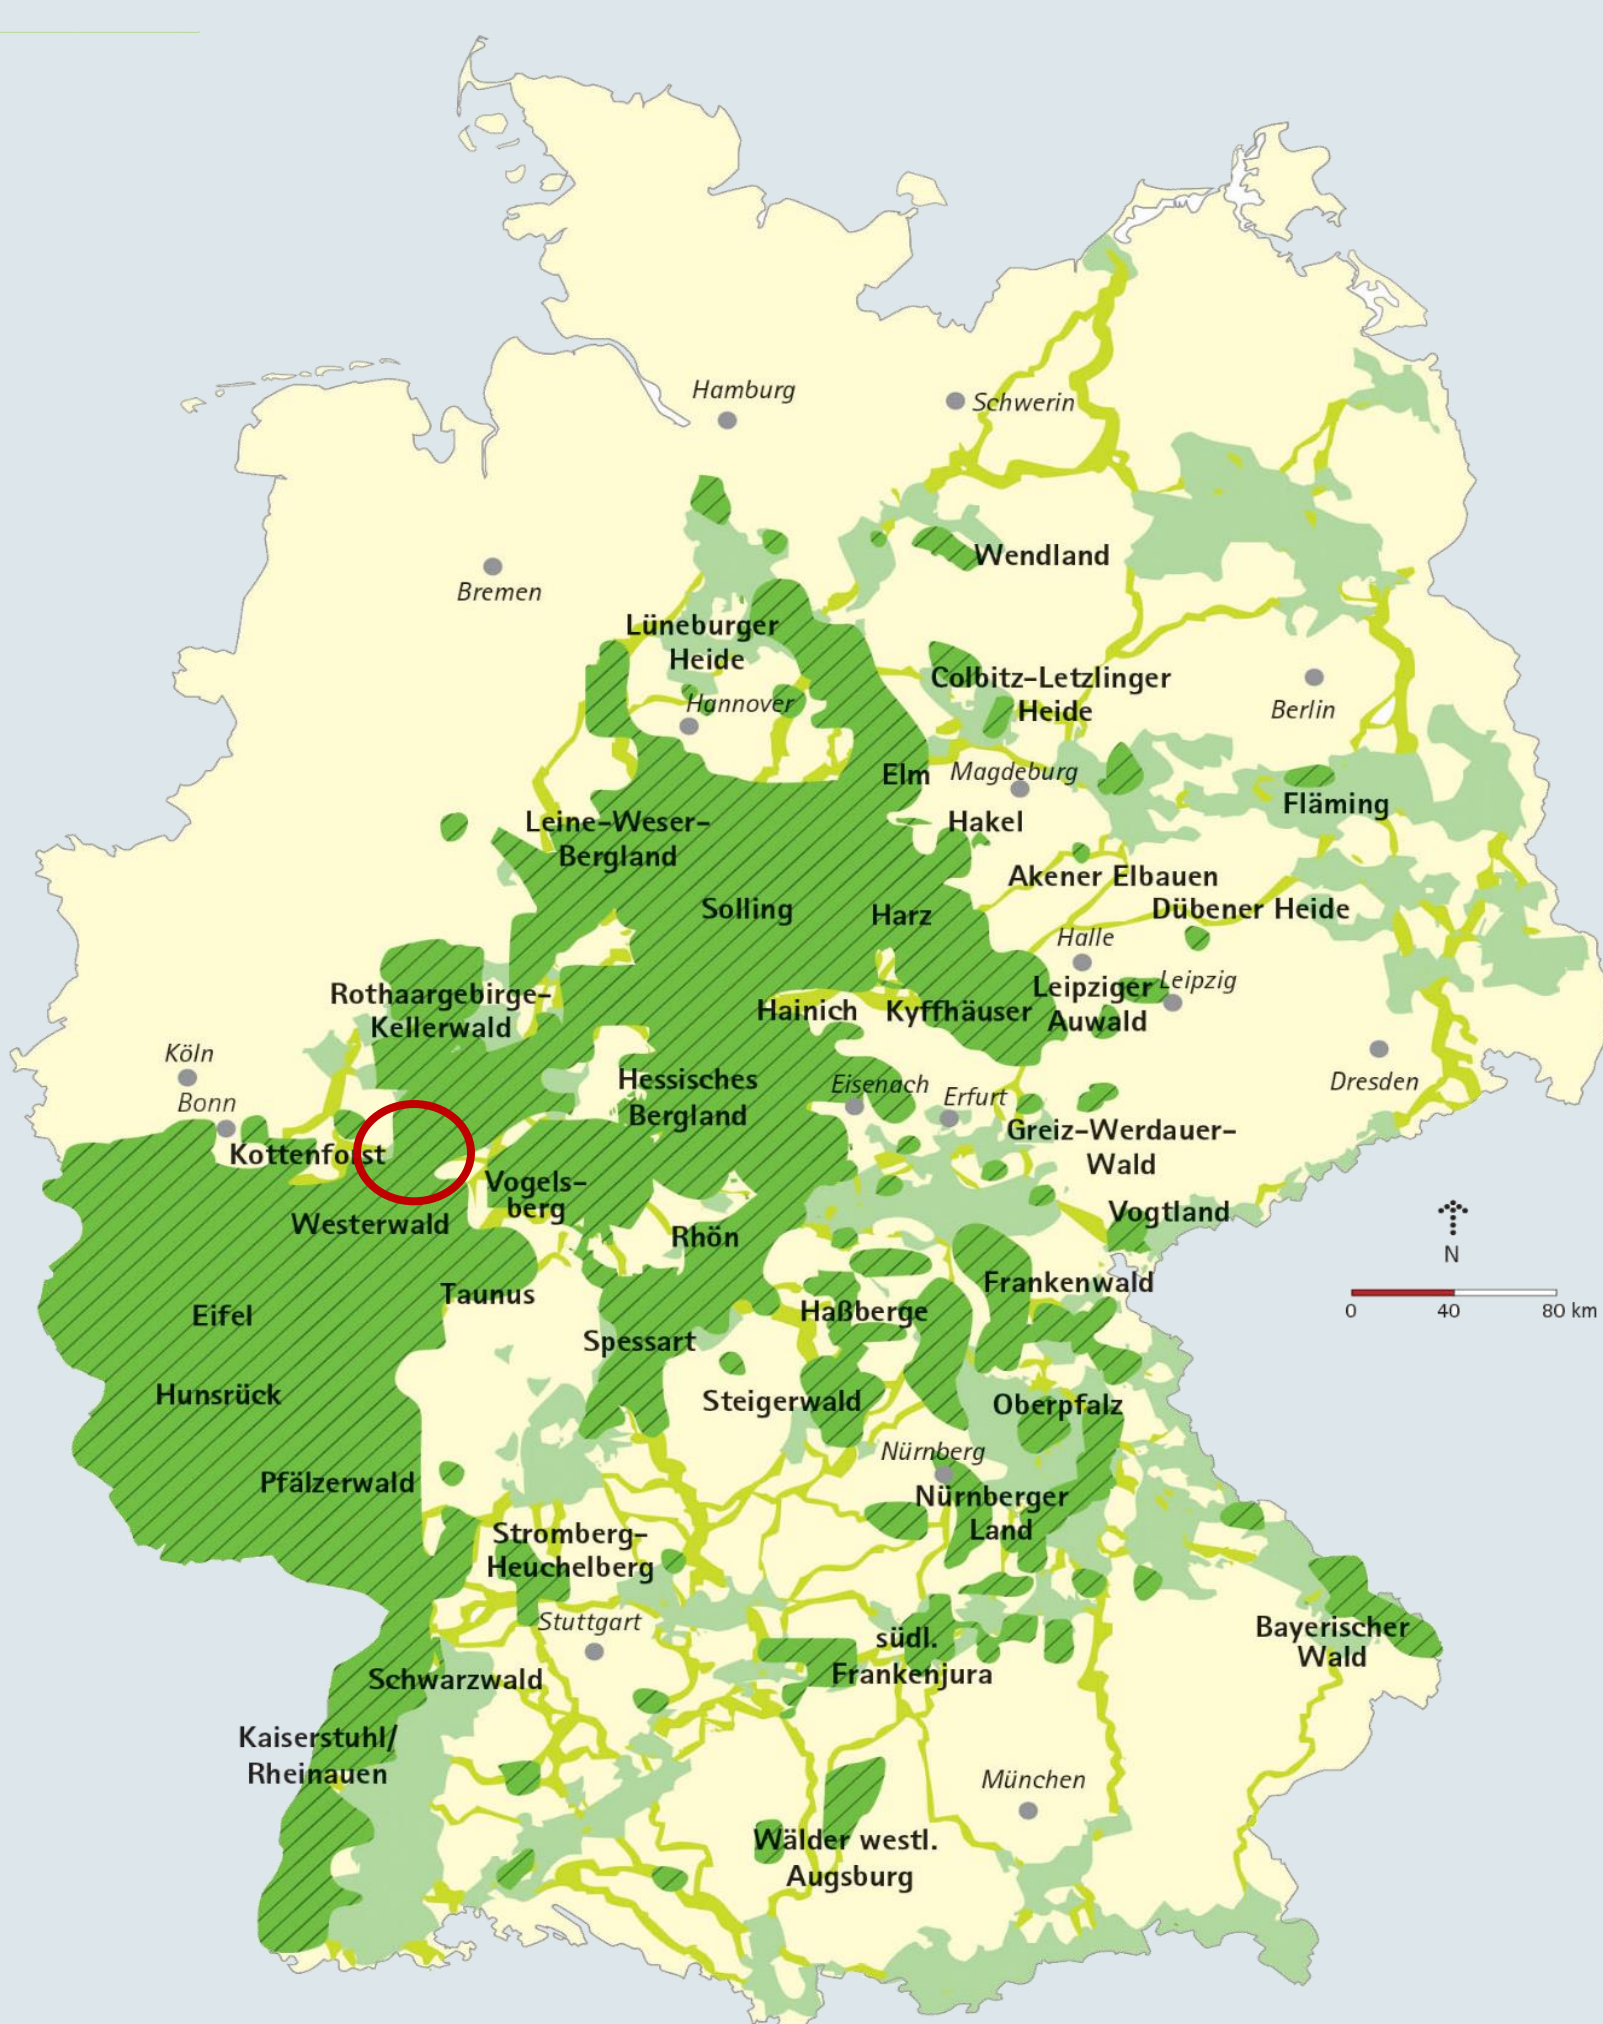 Hamburg
Schwerin
Wendland
Bremen
Lüneburger
Heide
Colbitz-Letzlinger
Heide
Hannover
Berlin
Elm
Magdeburg
Fläming
Leine-Weser-
Bergland
Hakel
Akener Elbauen
Solling
Harz
Dübener Heide
Halle
Rothaargebirge-
Kellerwald
Hainich
Kyffhäuser
Leipziger
Auwald
Leipzig
Köln
Hessisches
Bergland
Eisenach
Erfurt
Dresden
Bonn
Kottenforst
Greiz-Werdauer-
Wald
Vogels-
berg
Westerwald
Rhön
Vogtland
N
Taunus
Frankenwald
Eifel
Haßberge
0
40
80 km
Spessart
Hunsrück
Steigerwald
Oberpfalz
Nürnberg
Pfälzerwald
Nürnberger
Land
Stromberg-
Heuchelberg
Stuttgart
südl.
Frankenjura
Bayerischer
Wald
Schwarzwald
Kaiserstuhl/
Rheinauen
München
Wälder westl.
Augsburg